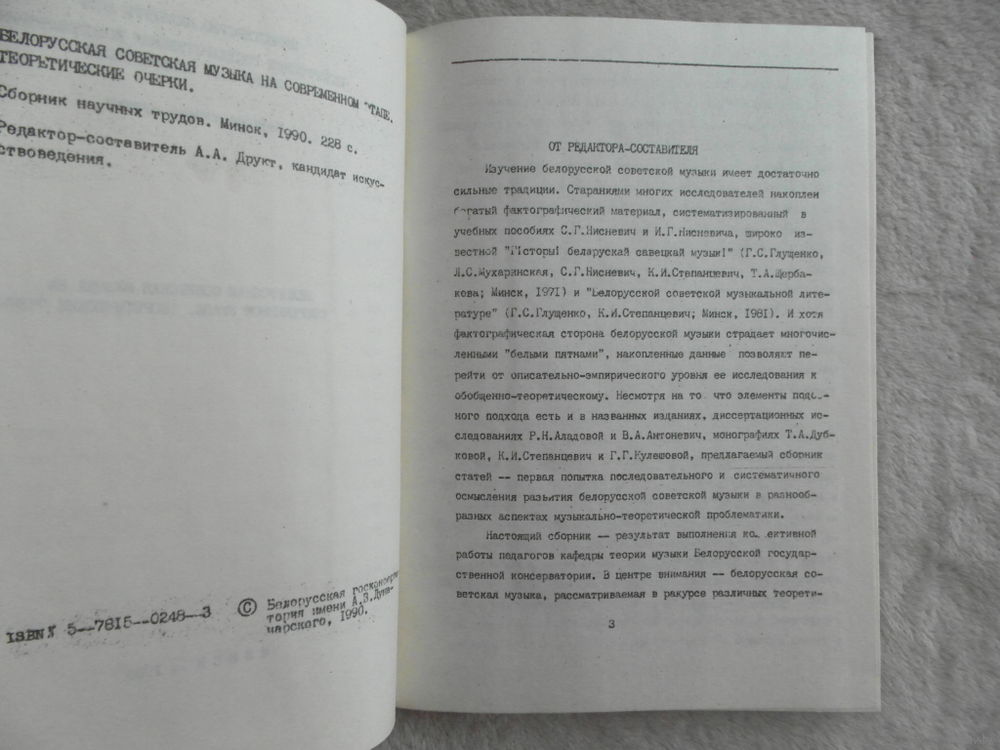 БЕЛОРУССКАЯ СОВЕТСКАЯ МУЗЫКА НА СОВРЕМЕННОМ ЭТАПЕ.
ТЕОРЕТИЧЕСКИЕ ОЧЕРКИ.
Сборник научных трудов. Минск, 1990. 228 с.
Редактор-составитель А.А. Друкт, кандидат искус-
ствоведения.
ISBN 5--7815--0248--3
© Белорусская госконсерва-
тория имени А.В.Луна-
чарского, 1990.
ОТ РЕДАКТОРА-СОСТАВИТЕЛЯ
Изучение белорусской советской музыки имеет достаточно
сильные традиции. Стараниями многих исследователей накоплен
богатый фактографический материал, систематизированный в
учебных пособиях С.Г.Нисневич и И.Г.Нисневича, широко из-
вестной "Гісторыі беларускай савецкай музыкі" (Г.С.Глущенко,
Л.С.Мухаринская, С.Г.Нисневич, К.И.Степанцевич, Т.А.Щерба-
кова; Минск, 1971) и "Белорусской советской музыкальной лите-
ратуре" (Г.С.Глущенко, К.И.Степанцевич; Минск, 1981). И хотя
фактографическая сторона белорусской музыки страдает многочис-
ленными "белыми пятнами", накопленные данные позволяют пе-
рейти от описательно-эмпирического уровня ее исследования к
обобщенно-теоретическому. Несмотря на то что элементы подоб-
ного подхода есть и в названных изданиях, диссертационных ис-
следованиях Р.Н.Аладовой и В.А.Антоневич, монографиях Т.А.Дуб-
ковой, К.И.Степанцевич и Г.Г.Кулешовой, предлагаемый сборник
статей -- первая попытка последовательного и систематичного
осмысления развития белорусской советской музыки в разнооб-
разных аспектах музыкально-теоретической проблематики.
Настоящий сборник -- результат выполнения коллективной
работы педагогов кафедры теории музыки Белорусской государ-
ственной консерватории. В центре внимания -- белорусская со-
ветская музыка, рассматриваемая в ракурсе различных теорети-
3